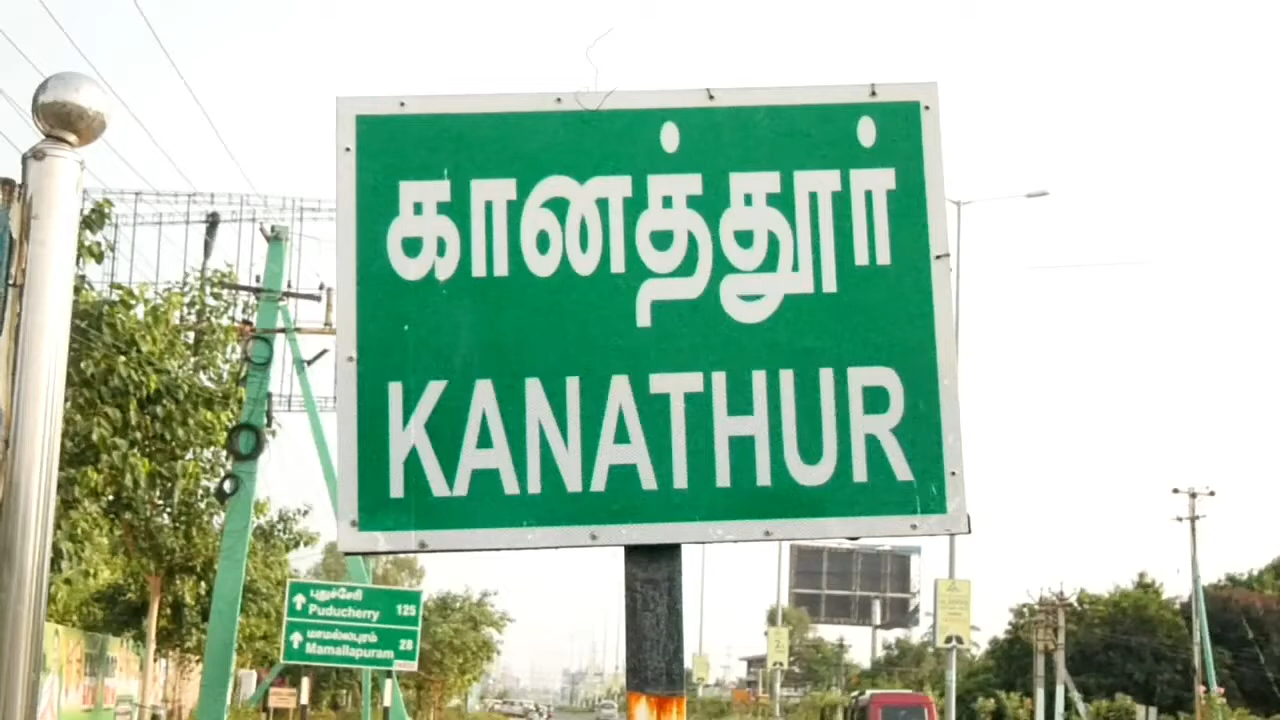 கானத்தூர்
KANATHUR
புதுச்சேரி
Puducherry 125
மாமல்லபுரம்
Mamallapuram 28